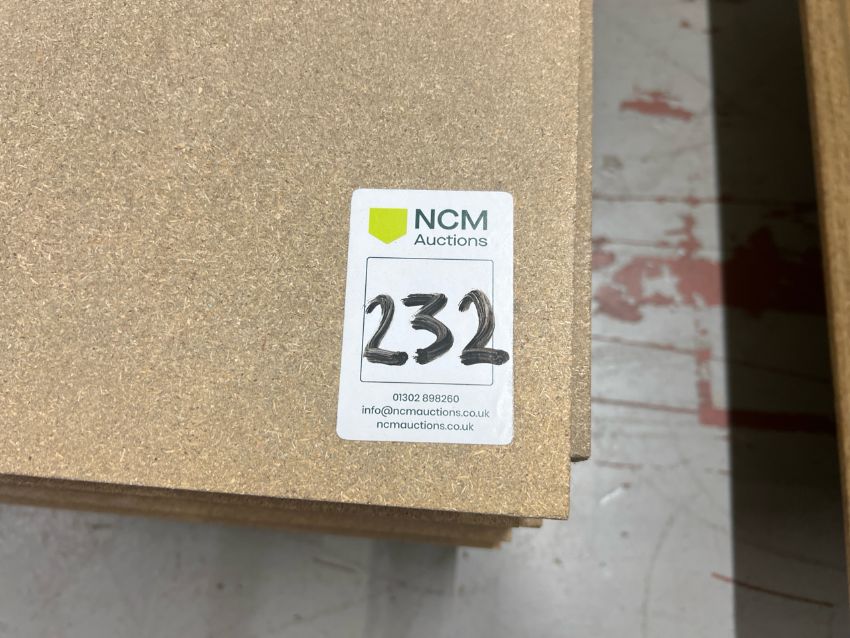 NCM
Auctions
232
01302 898260
info@ncmauctions.co.uk
ncmauctions.co.uk